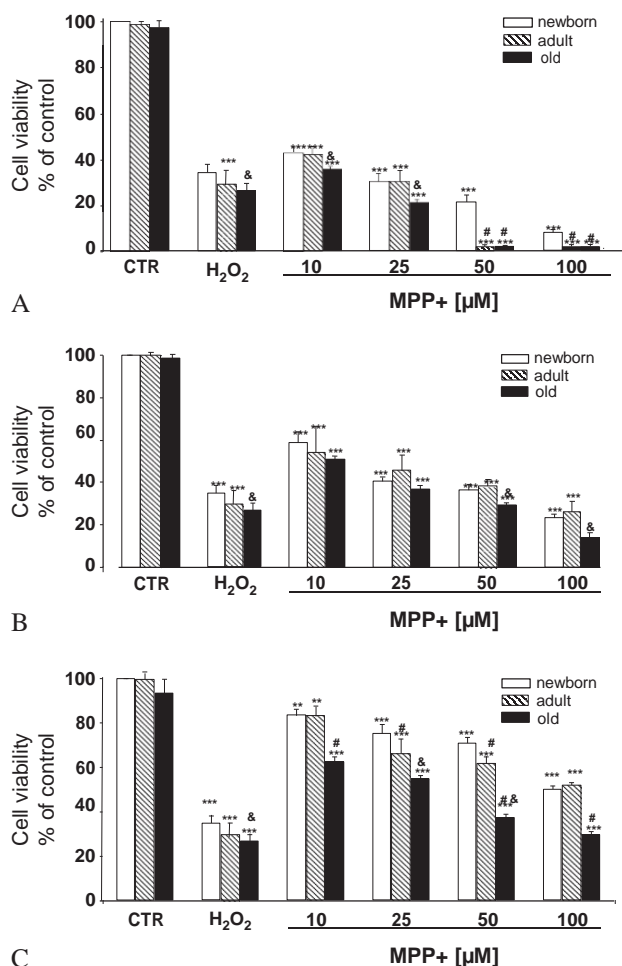 newborn
adult
old
Cell viability
% of control
100
80
60
40
20
0
*** & *** *** *** & *** *** *** & *** *** # *** # *** *** # *** # ***
CTR H₂O₂ 10 25 50 100
MPP+ [µM]
A
newborn
adult
old
Cell viability
% of control
100
80
60
40
20
0
*** *** & *** *** *** *** *** *** *** *** & *** *** *** &
CTR H₂O₂ 10 25 50 100
MPP+ [µM]
B
newborn
adult
old
Cell viability
% of control
100
80
60
40
20
0
*** *** & *** ** ** # *** *** # *** & *** *** # *** # & *** *** *** # ***
CTR H₂O₂ 10 25 50 100
MPP+ [µM]
C